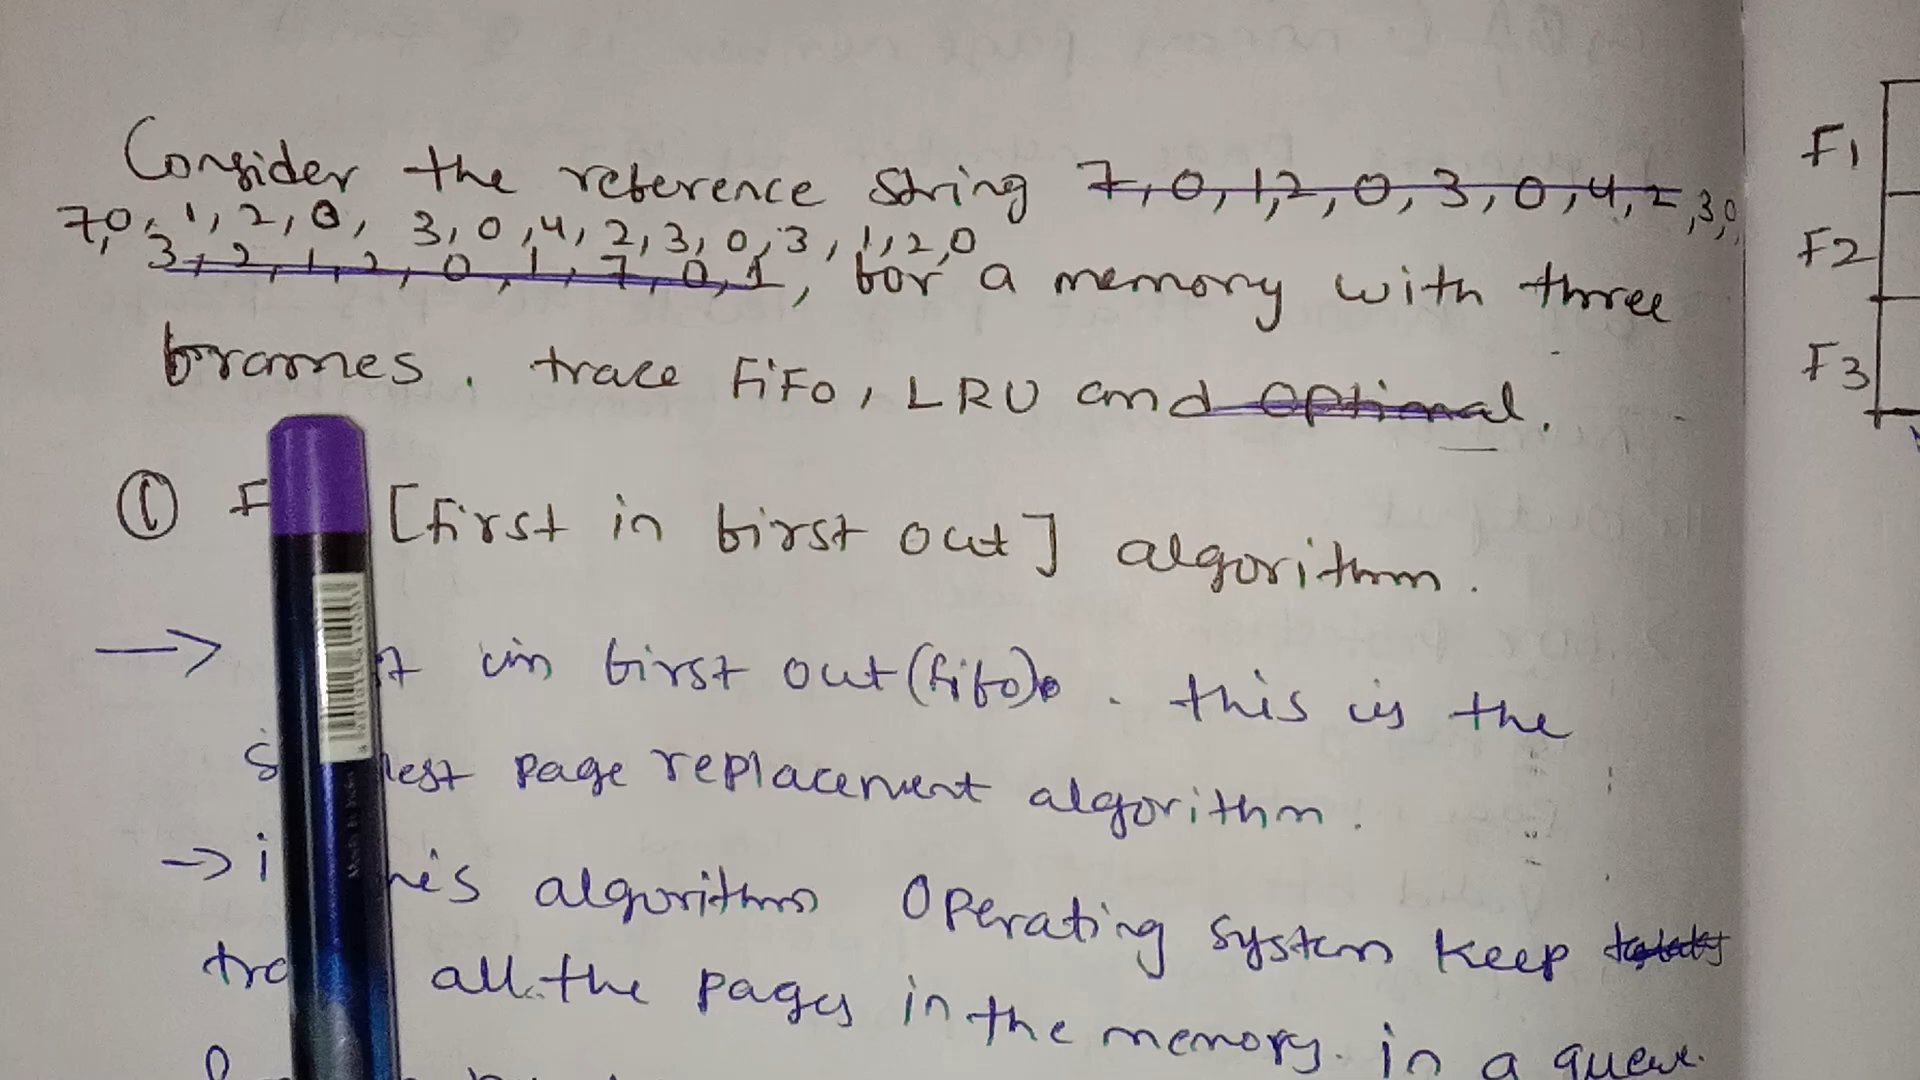 Consider the reference string 7,0,1,2,0,3,0,4,2,3,0,
7,0,1,2,0,3,0,4,2,3,0,3,1,2,0
3,2,1,2,0,1,7,0,1, for a memory with three
frames. trace FiFo, LRU and optimal.
① F [First in first out] algorithm.
→ in first out (fifo). this is the
page replacement algorithm.
→ algorithm Operating system keep
all the pages in the memory. in a queue.
F1
F2
F3